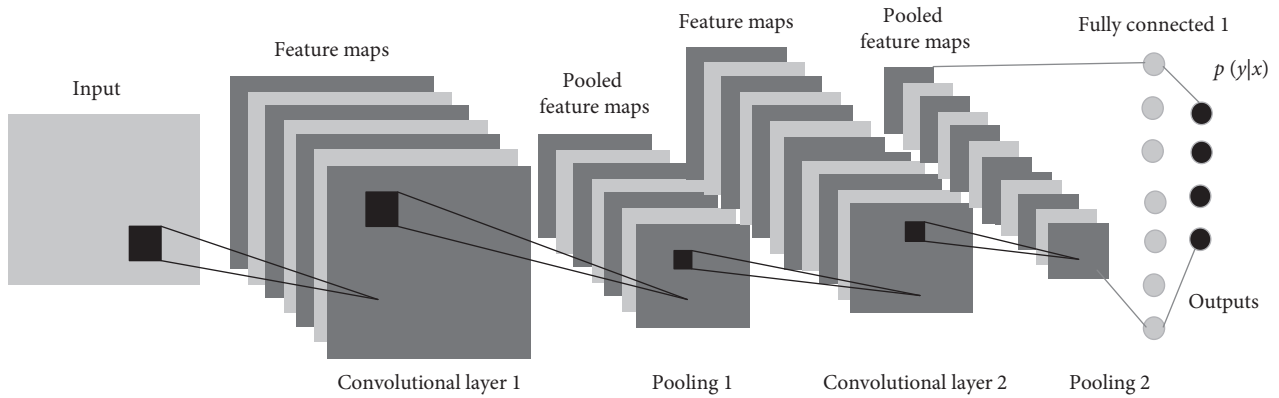 Input
Feature maps
Pooled
feature maps
Feature maps
Pooled
feature maps
Fully connected 1
p (y|x)
Outputs
Convolutional layer 1
Pooling 1
Convolutional layer 2
Pooling 2